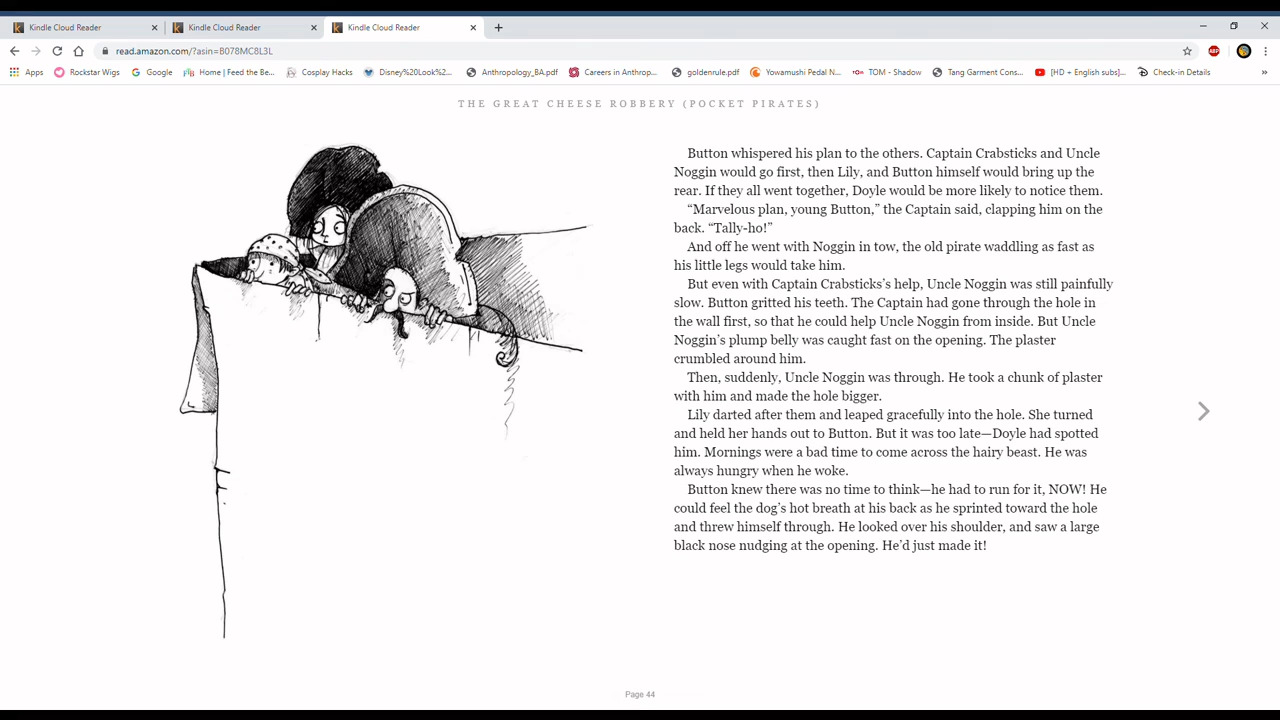 Kindle Cloud Reader
Kindle Cloud Reader
Kindle Cloud Reader
read.amazon.com/?asin=B078MC8L3L
ABP
Apps
Rockstar Wigs
Google
Home | Feed the Be...
Cosplay Hacks
Disney%20Look%2...
Anthropology_BA.pdf
Careers in Anthrop...
goldenrule.pdf
Yowamushi Pedal N...
TOM - Shadow
Tang Garment Cons...
[HD + English subs]...
Check-in Details
THE GREAT CHEESE ROBBERY (POCKET PIRATES)
Button whispered his plan to the others. Captain Crabsticks and Uncle
Noggin would go first, then Lily, and Button himself would bring up the
rear. If they all went together, Doyle would be more likely to notice them.
“Marvelous plan, young Button,” the Captain said, clapping him on the
back. “Tally-ho!”
And off he went with Noggin in tow, the old pirate waddling as fast as
his little legs would take him.
But even with Captain Crabsticks’s help, Uncle Noggin was still painfully
slow. Button gritted his teeth. The Captain had gone through the hole in
the wall first, so that he could help Uncle Noggin from inside. But Uncle
Noggin’s plump belly was caught fast on the opening. The plaster
crumbled around him.
Then, suddenly, Uncle Noggin was through. He took a chunk of plaster
with him and made the hole bigger.
Lily darted after them and leaped gracefully into the hole. She turned
and held her hands out to Button. But it was too late—Doyle had spotted
him. Mornings were a bad time to come across the hairy beast. He was
always hungry when he woke.
Button knew there was no time to think—he had to run for it, NOW! He
could feel the dog’s hot breath at his back as he sprinted toward the hole
and threw himself through. He looked over his shoulder, and saw a large
black nose nudging at the opening. He’d just made it!
Page 44